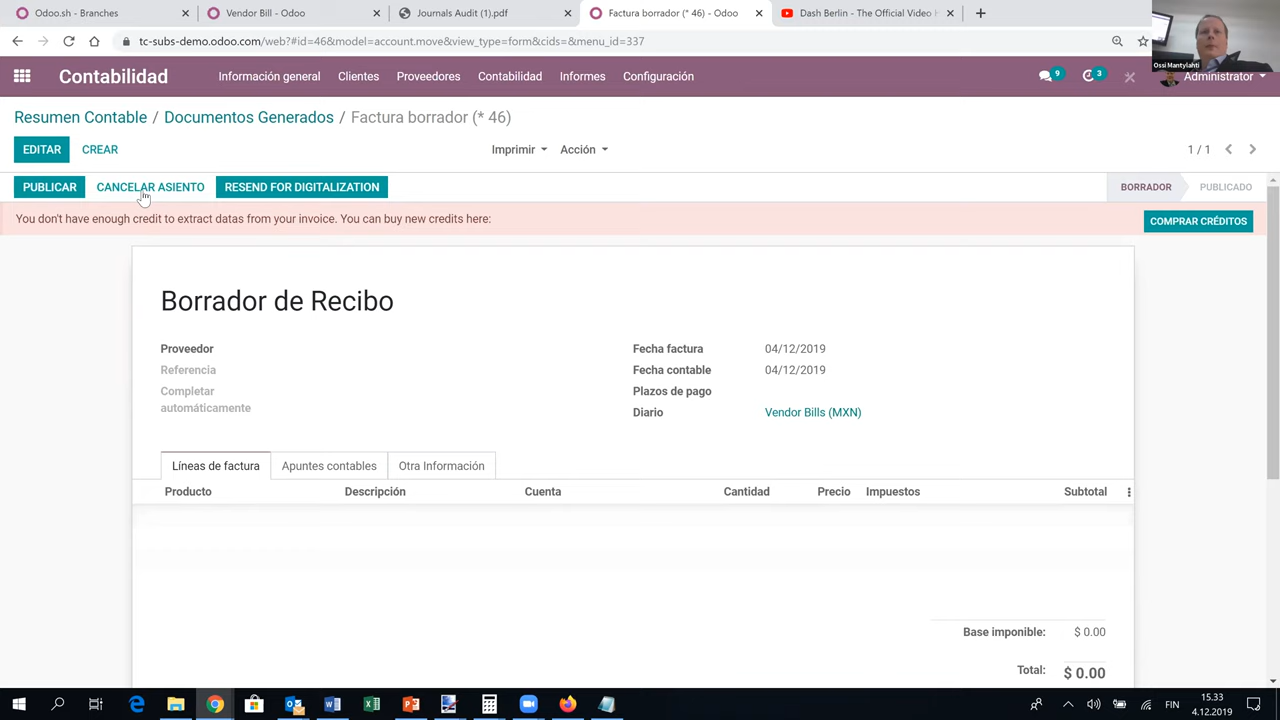 Odoo.sh - Branches
Vendor Bill - Odoo
Journals Audit (1).pdf
Factura borrador (* 46) - Odoo
Dash Berlin - The Official Video
tc-subs-demo.odoo.com/web?#id=46&model=account.move&view_type=form&cids=&menu_id=337
Ossi Mantylahti
Contabilidad
Información general
Clientes
Proveedores
Contabilidad
Informes
Configuración
9
3
Administrator
Resumen Contable / Documentos Generados / Factura borrador (* 46)
EDITAR
CREAR
Imprimir
Acción
1 / 1
PUBLICAR
CANCELAR ASIENTO
RESEND FOR DIGITALIZATION
BORRADOR
PUBLICADO
You don't have enough credit to extract datas from your invoice. You can buy new credits here:
COMPRAR CRÉDITOS
Borrador de Recibo
Proveedor
Referencia
Completar
automáticamente
Fecha factura 04/12/2019
Fecha contable 04/12/2019
Plazos de pago
Diario Vendor Bills (MXN)
Líneas de factura
Apuntes contables
Otra Información
Producto Descripción Cuenta Cantidad Precio Impuestos Subtotal
Base imponible: $ 0.00
Total: $ 0.00
FIN
15.33
4.12.2019